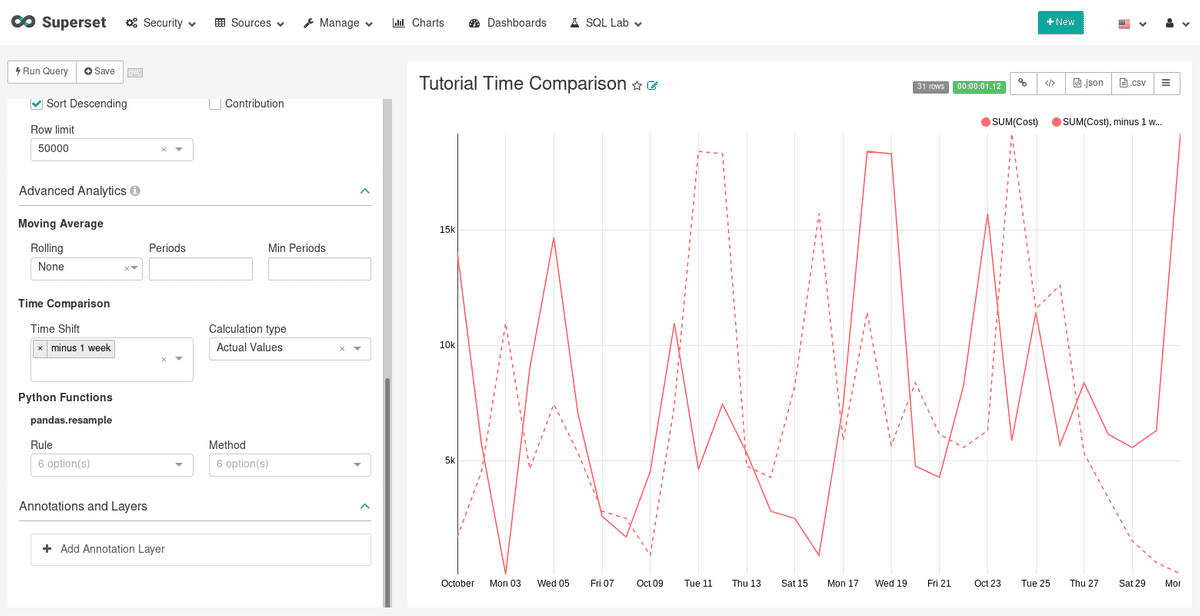 Superset Security Sources Manage Charts Dashboards SQL Lab + New
Run Query Save
Sort Descending Contribution
Row limit
50000 ×
Advanced Analytics
Moving Average
Rolling Periods Min Periods
None ×
Time Comparison
Time Shift Calculation type
× minus 1 week × Actual Values ×
Python Functions
pandas.resample
Rule Method
6 option(s) 6 option(s)
Annotations and Layers
+ Add Annotation Layer
Tutorial Time Comparison 31 rows 00:00:01.12 </> .json .csv
SUM(Cost) SUM(Cost), minus 1 w...
15k
10k
5k
October Mon 03 Wed 05 Fri 07 Oct 09 Tue 11 Thu 13 Sat 15 Mon 17 Wed 19 Fri 21 Oct 23 Tue 25 Thu 27 Sat 29 Mon